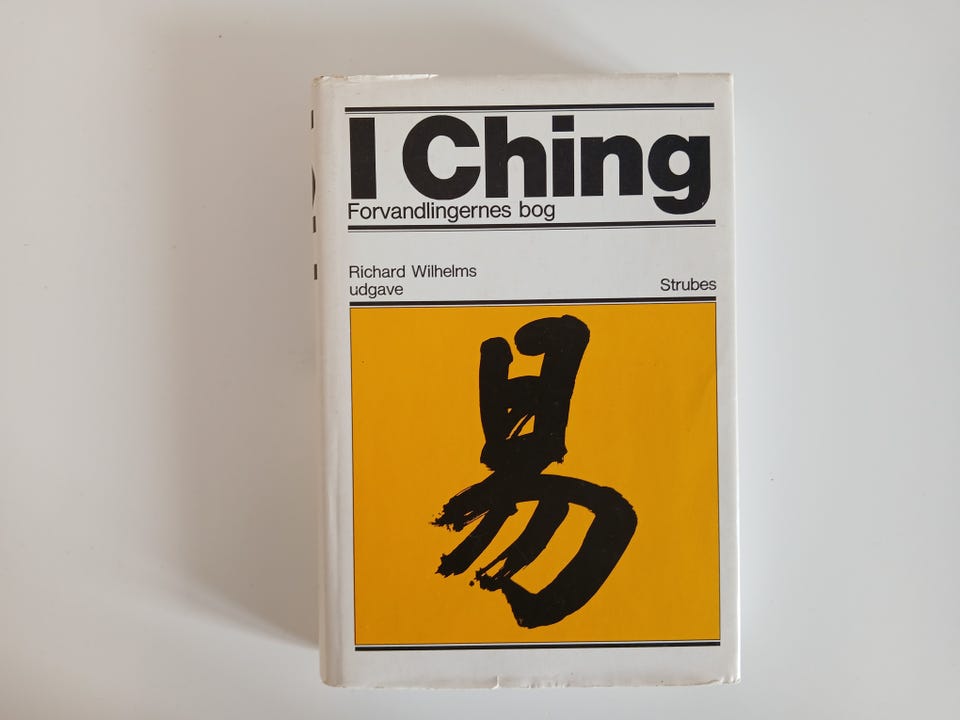 I Ching
Forvandlingernes bog
Richard Wilhelms
udgave
Strubes
易